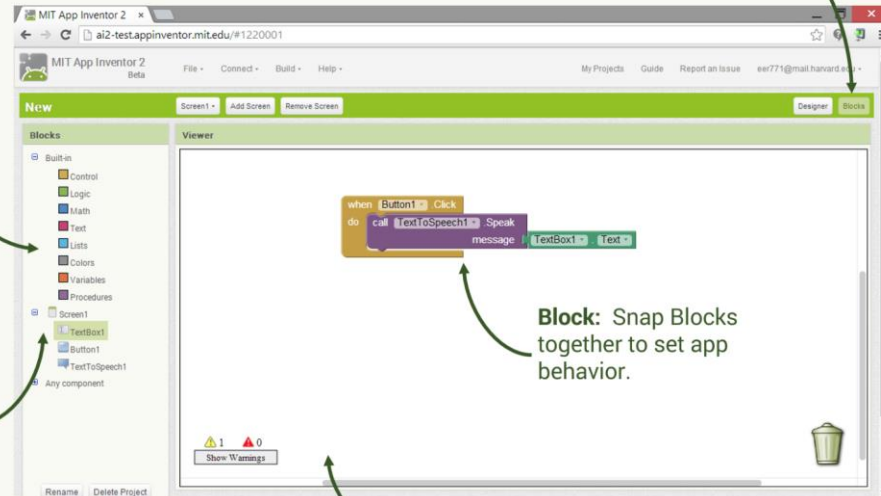 MIT App Inventor 2
ai2-test.appinventor.mit.edu/#1220001
MIT App Inventor 2
Beta
File
Connect
Build
Help
My Projects
Guide
Report an Issue
eer771@mail.harvard.edu
New
Screen1
Add Screen
Remove Screen
Designer
Blocks
Blocks
Viewer
Built-in
Control
Logic
Math
Text
Lists
Colors
Variables
Procedures
Screen1
TextBox1
Button1
TextToSpeech1
Any component
Rename
Delete Project
when Button1 .Click
do call TextToSpeech1 .Speak
message TextBox1 . Text
Block: Snap Blocks
together to set app
behavior.
1 0
Show Warnings